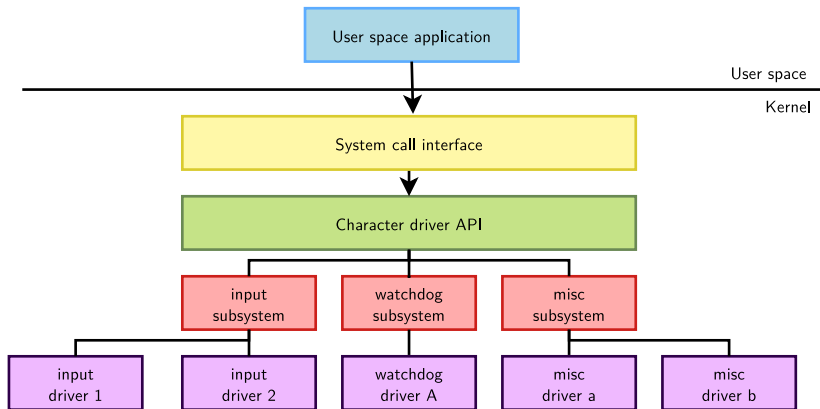 User space application
User space
Kernel
System call interface
Character driver API
input
subsystem
watchdog
subsystem
misc
subsystem
input
driver 1
input
driver 2
watchdog
driver A
misc
driver a
misc
driver b